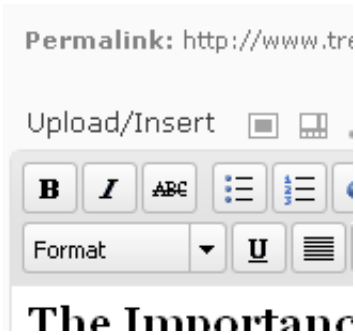 Permalink: http://www.tre
Upload/Insert
B I ABC
Format U
The Importanc